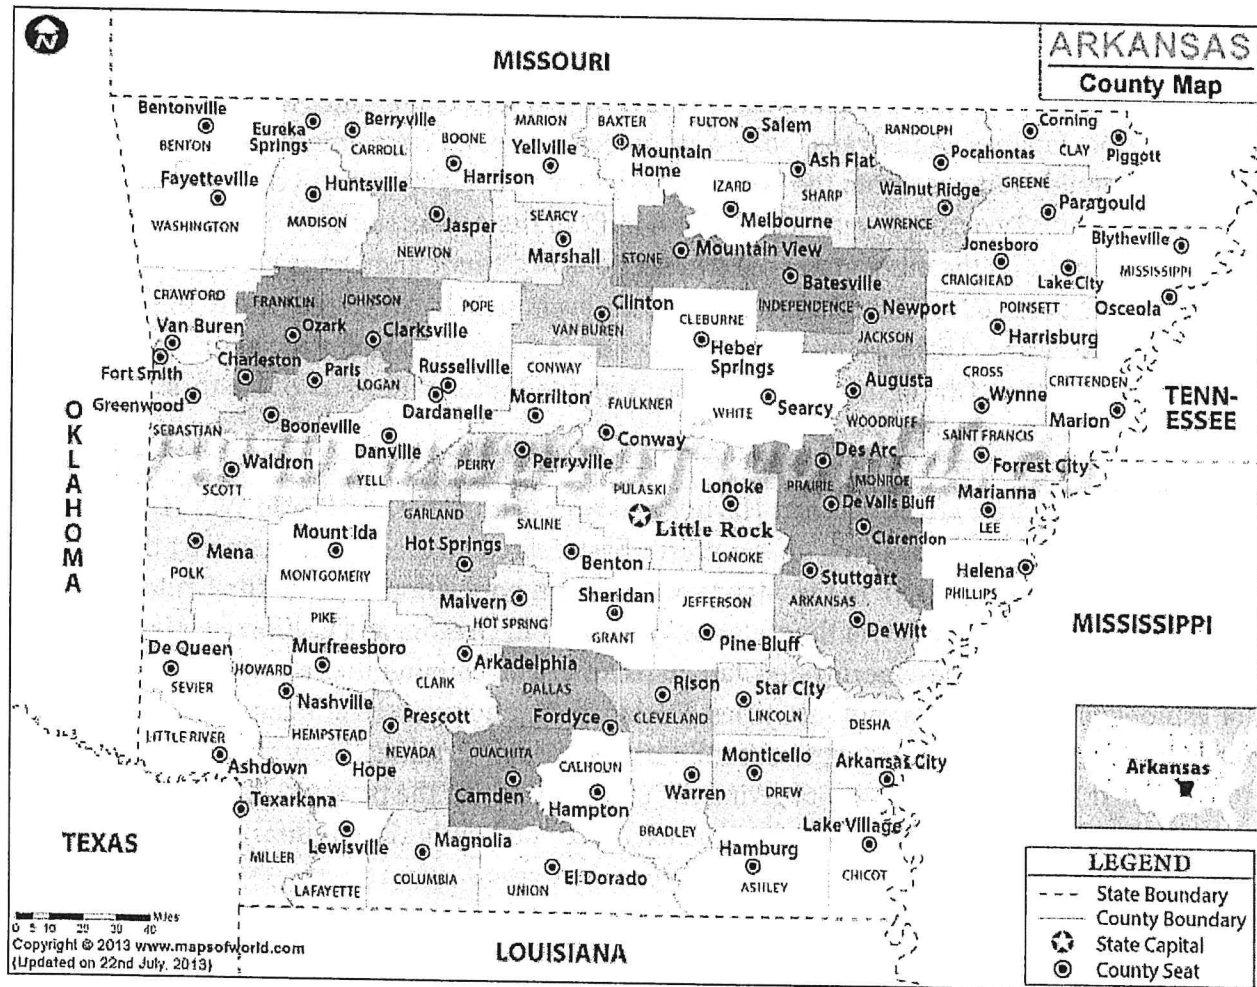 N
ARKANSAS
County Map
MISSOURI
Bentonville
BENTON
Eureka
Springs
Berryville
CARROLL
BOONE
Harrison
MARION
Yellville
BAXTER
Mountain
Home
FULTON
Salem
RANDOLPH
Pocahontas
Corning
CLAY
Piggott
Fayetteville
WASHINGTON
Huntsville
MADISON
Jasper
NEWTON
SEARCY
Marshall
IZARD
Melbourne
Ash Flat
SHARP
Walnut Ridge
LAWRENCE
GREENE
Paragould
STONE
Mountain View
Batesville
INDEPENDENCE
Jonesboro
CRAIGHEAD
Lake City
Blytheville
MISSISSIPPI
Osceola
CRAWFORD
Van Buren
FRANKLIN
JOHNSON
Ozark
Clarksville
POPE
Clinton
VAN BUREN
CLEBURNE
Heber
Springs
Newport
JACKSON
POINSETT
Harrisburg
Fort Smith
Charleston
Paris
LOGAN
Russellville
CONWAY
FAULKNER
WHITE
Searcy
Augusta
WOODRUFF
CROSS
Wynne
CRITTENDEN
Marion
TENN-
ESSEE
Greenwood
SEBASTIAN
Booneville
Dardanelle
Morrilton
Danville
Conway
SAINT FRANCIS
Forrest City
OKLAHOMA
Waldron
SCOTT
YELL
PERRY
Perryville
PULASKI
Lonoke
Des Arc
PRAIRIE
MONROE
De Valls Bluff
Clarendon
Marianna
LEE
Mena
POLK
Mount Ida
MONTGOMERY
GARLAND
Hot Springs
SALINE
Benton
Little Rock
LONOKE
Stuttgart
ARKANSAS
Helena
PHILLIPS
Malvern
HOT SPRING
Sheridan
GRANT
JEFFERSON
Pine Bluff
De Witt
MISSISSIPPI
PIKE
Murfreesboro
De Queen
SEVIER
HOWARD
Nashville
Arkadelphia
CLARK
DALLAS
Fordyce
Rison
CLEVELAND
Star City
LINCOLN
DESHA
LITTLE RIVER
Ashdown
HEMPSTEAD
Hope
Prescott
NEVADA
OUACHITA
Camden
CALHOUN
Hampton
Warren
Monticello
DREW
Arkansas City
Arkansas
Texarkana
TEXAS
MILLER
Lewisville
LAFAYETTE
Magnolia
COLUMBIA
El Dorado
UNION
BRADLEY
Hamburg
ASHLEY
Lake Village
CHICOT
LEGEND
State Boundary
County Boundary
State Capital
County Seat
0 5 10 20 30 40 Miles
Copyright © 2013 www.mapsofworld.com
(Updated on 22nd July, 2013)
LOUISIANA